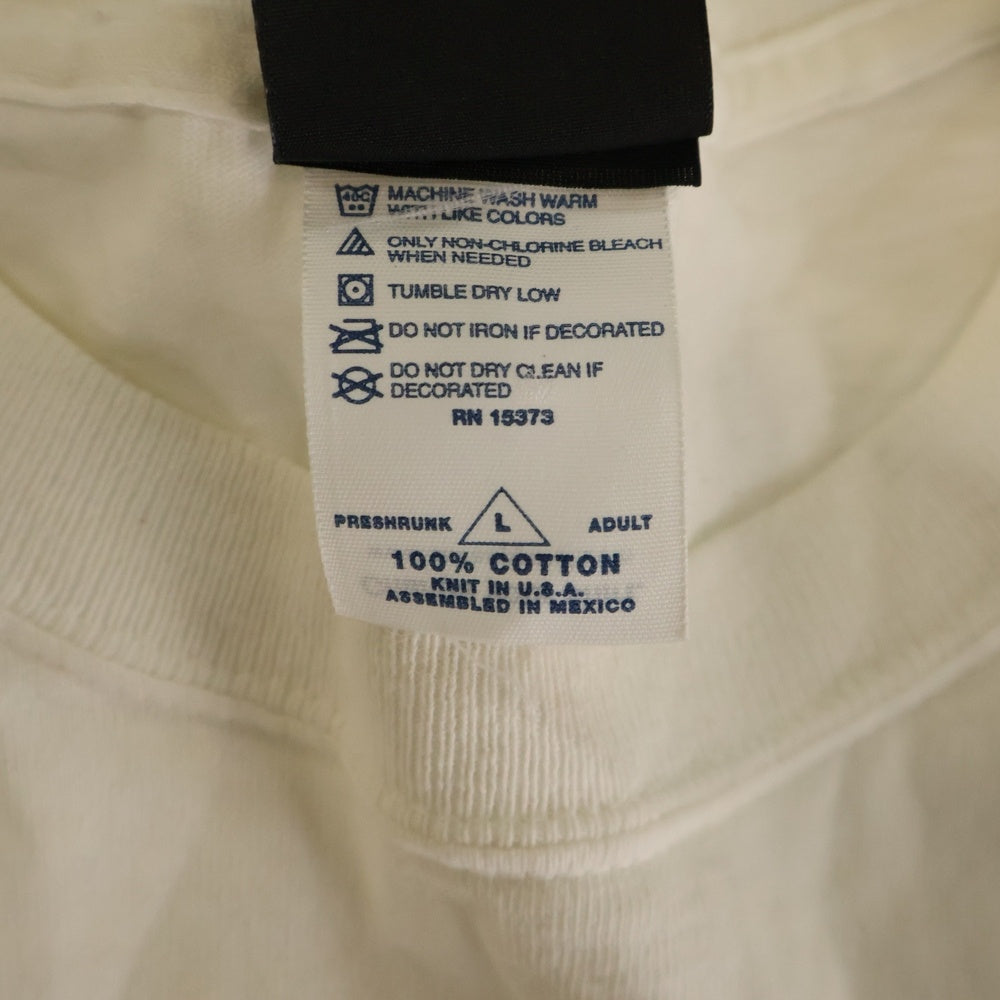 40C
MACHINE WASH WARM
WITH LIKE COLORS
ONLY NON-CHLORINE BLEACH
WHEN NEEDED
TUMBLE DRY LOW
DO NOT IRON IF DECORATED
DO NOT DRY CLEAN IF
DECORATED
RN 15373
PRESHRUNK L ADULT
100% COTTON
KNIT IN U.S.A.
ASSEMBLED IN MEXICO